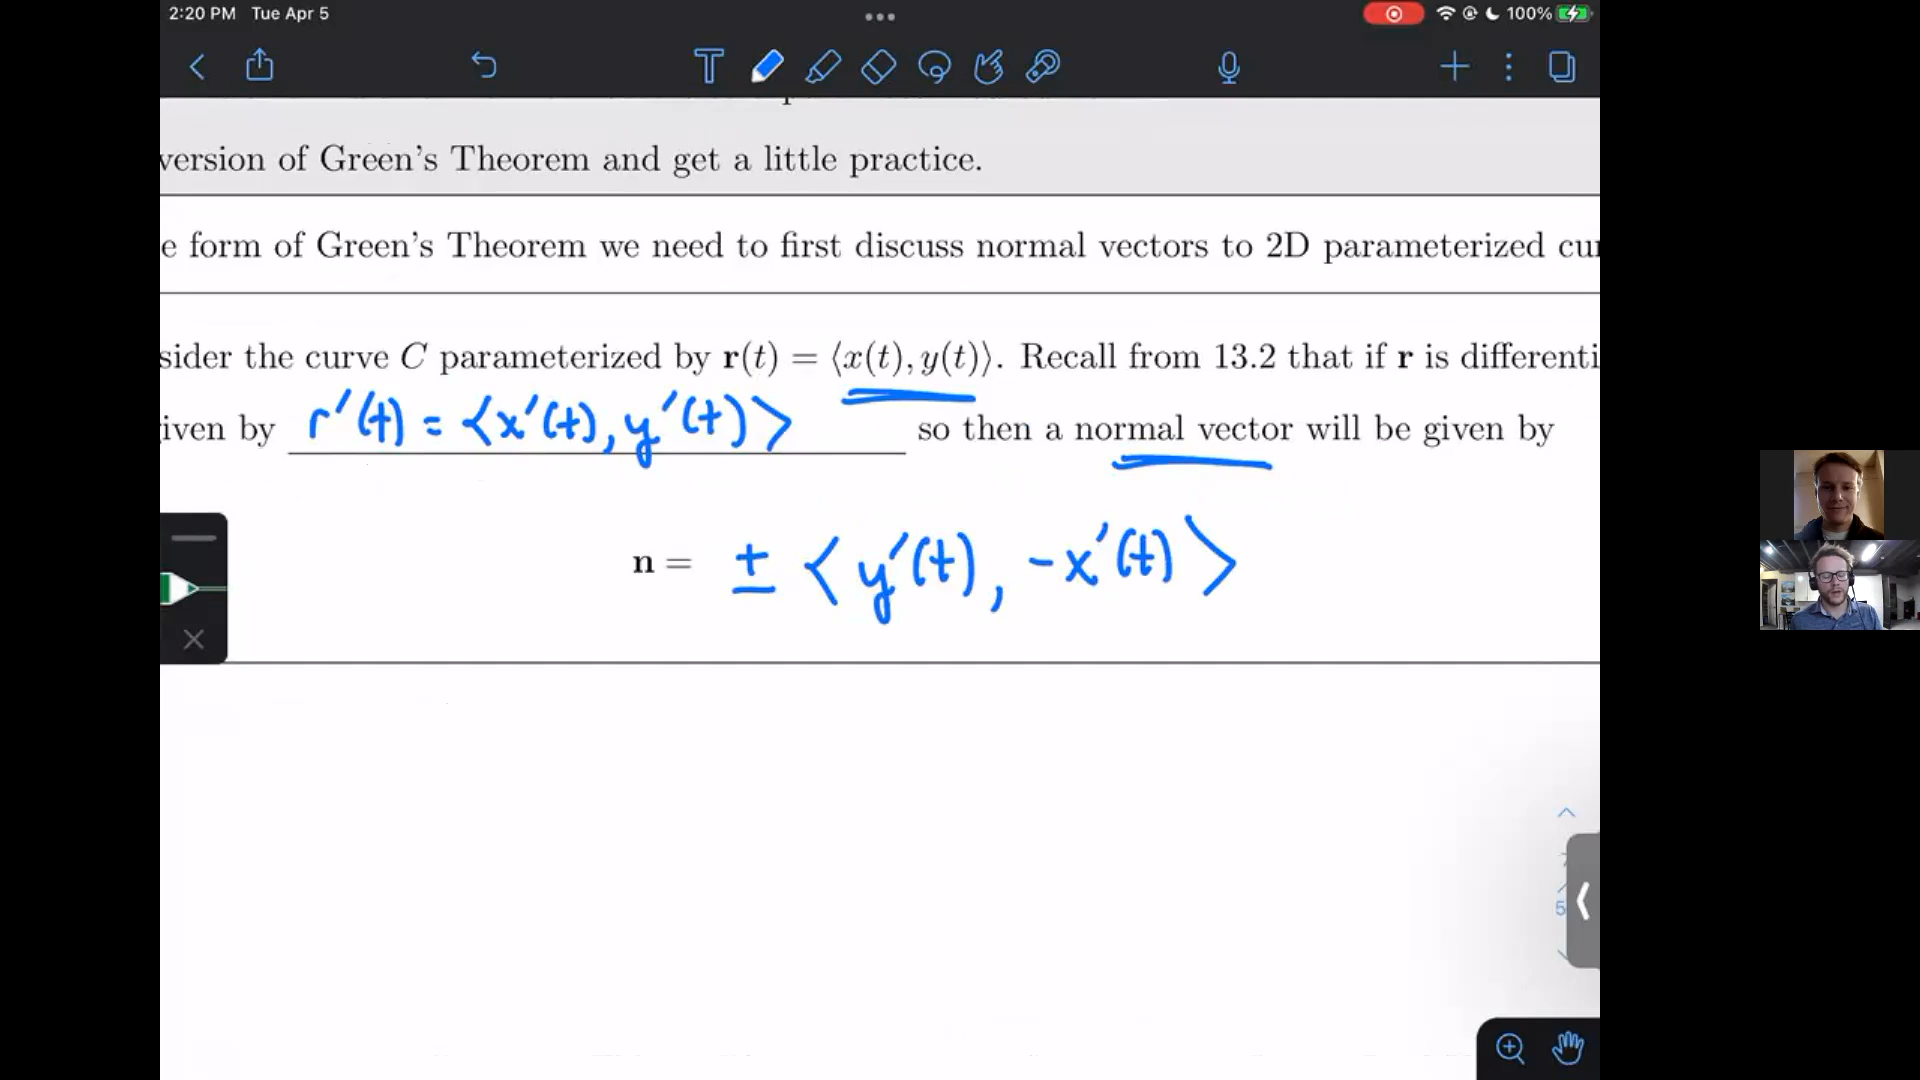 2:20 PM Tue Apr 5
100%
version of Green's Theorem and get a little practice.
e form of Green's Theorem we need to first discuss normal vectors to 2D parameterized cu
sider the curve C parameterized by r(t) = ⟨x(t), y(t)⟩. Recall from 13.2 that if r is differenti
iven by r'(t) = <x'(t), y'(t)> so then a normal vector will be given by
n = ± <y'(t), -x'(t)>
5